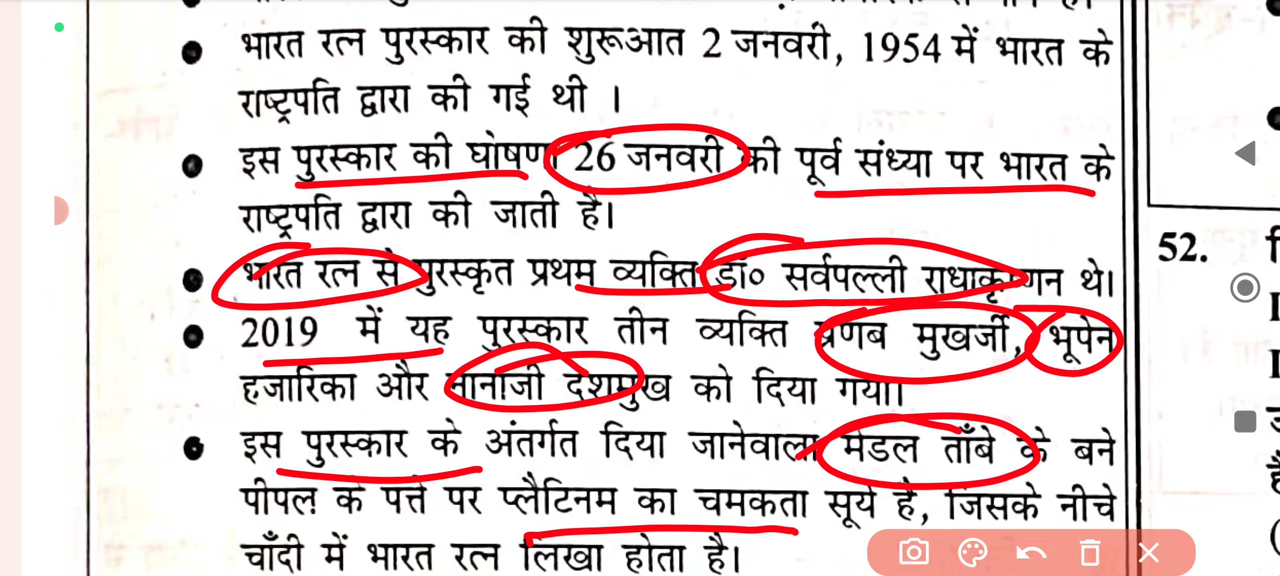 भारत रत्न पुरस्कार की शुरूआत 2 जनवरी, 1954 में भारत के
राष्ट्रपति द्वारा की गई थी ।
इस पुरस्कार की घोषणा 26 जनवरी की पूर्व संध्या पर भारत के
राष्ट्रपति द्वारा की जाती है।
भारत रत्न से पुरस्कृत प्रथम व्यक्ति डॉ० सर्वपल्ली राधाकृष्णन थे।
2019 में यह पुरस्कार तीन व्यक्ति प्रणब मुखर्जी, भूपेन
हजारिका और नानाजी देशमुख को दिया गया।
इस पुरस्कार के अंतर्गत दिया जानेवाला मेडल ताँबे के बने
पीपल के पत्ते पर प्लैटिनम का चमकता सूर्य है, जिसके नीचे
चाँदी में भारत रत्न लिखा होता है।
52.